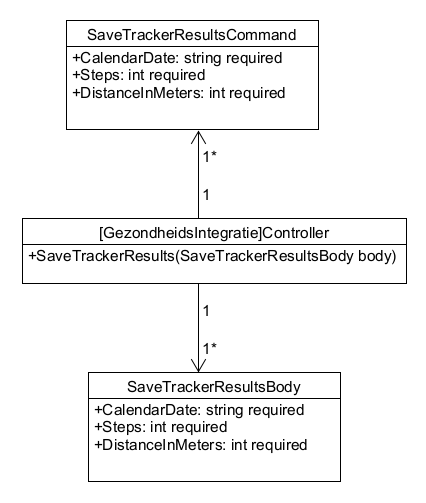 SaveTrackerResultsCommand
+CalendarDate: string required
+Steps: int required
+DistanceInMeters: int required
1*
1
[GezondheidsIntegratie]Controller
+SaveTrackerResults(SaveTrackerResultsBody body)
1
1*
SaveTrackerResultsBody
+CalendarDate: string required
+Steps: int required
+DistanceInMeters: int required